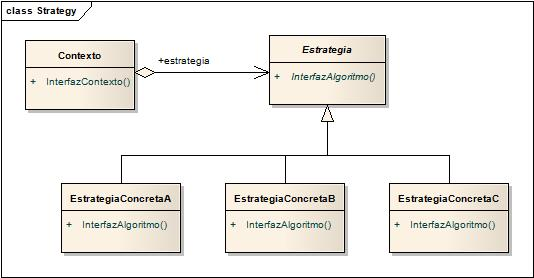 class Strategy
Contexto
+ InterfazContexto()
+estrategia
Estrategia
+ InterfazAlgoritmo()
EstrategiaConcretaA
+ InterfazAlgoritmo()
EstrategiaConcretaB
+ InterfazAlgoritmo()
EstrategiaConcretaC
+ InterfazAlgoritmo()